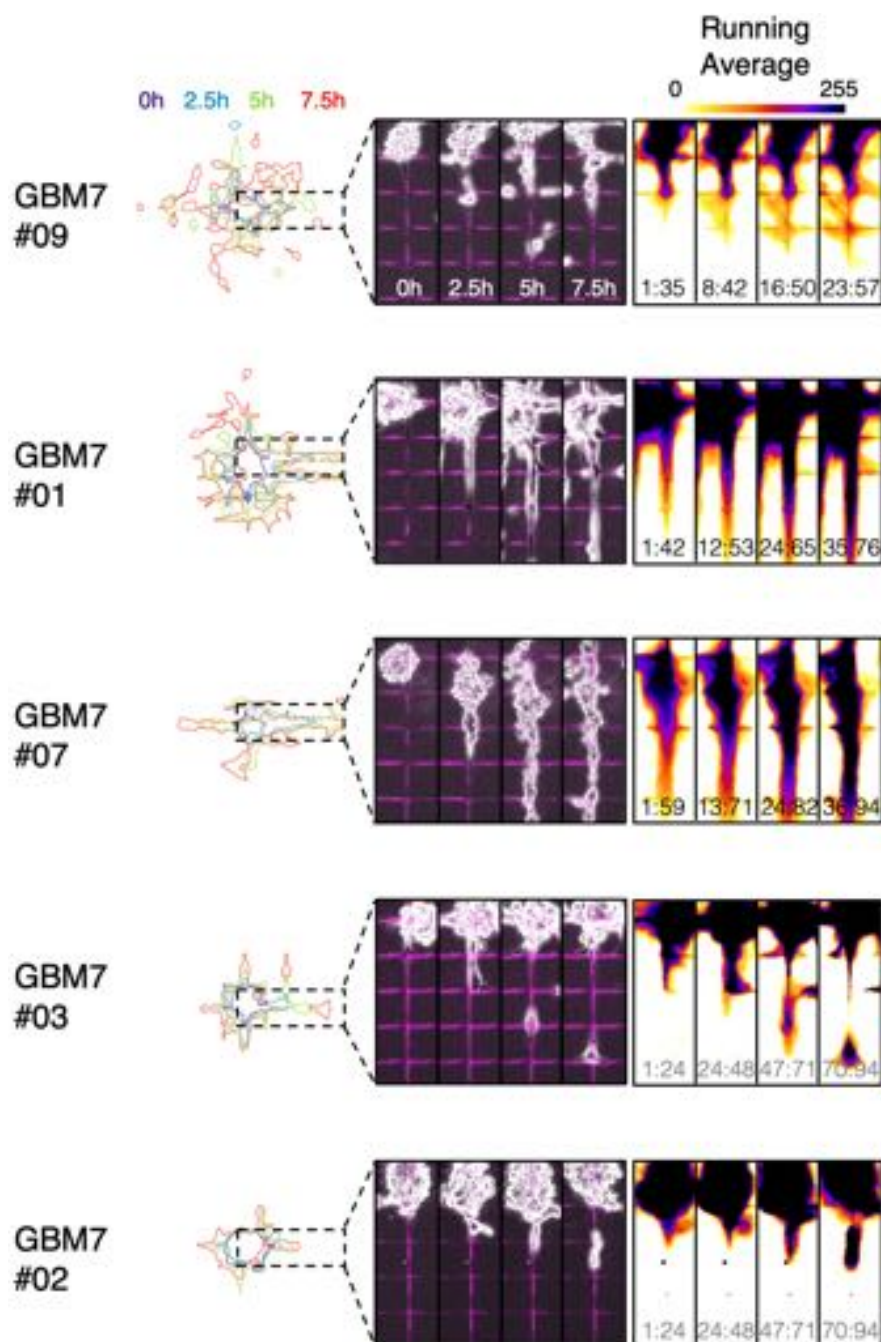 Running
Average
0 255
0h 2.5h 5h 7.5h
GBM7
#09
0h 2.5h 5h 7.5h
1:35 8:42 16:50 23:57
GBM7
#01
1:42 12:53 24:65 35:76
GBM7
#07
1:59 13:71 24:82 36:94
GBM7
#03
1:24 24:48 47:71 70:94
GBM7
#02
1:24 24:48 47:71 70:94